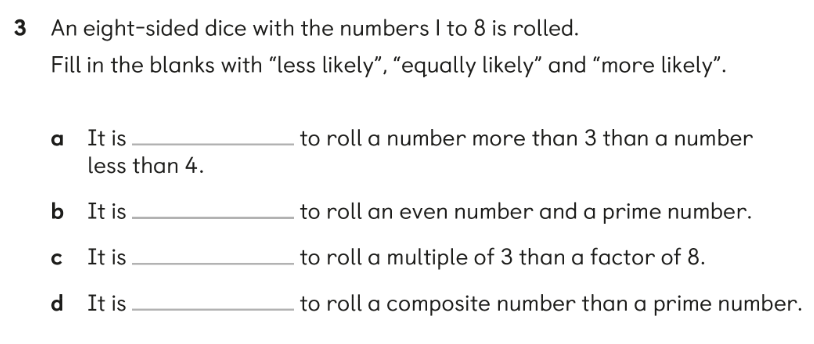 3 An eight-sided dice with the numbers 1 to 8 is rolled.
Fill in the blanks with “less likely”, “equally likely” and “more likely”.
a It is ______________ to roll a number more than 3 than a number
less than 4.
b It is ______________ to roll an even number and a prime number.
c It is ______________ to roll a multiple of 3 than a factor of 8.
d It is ______________ to roll a composite number than a prime number.